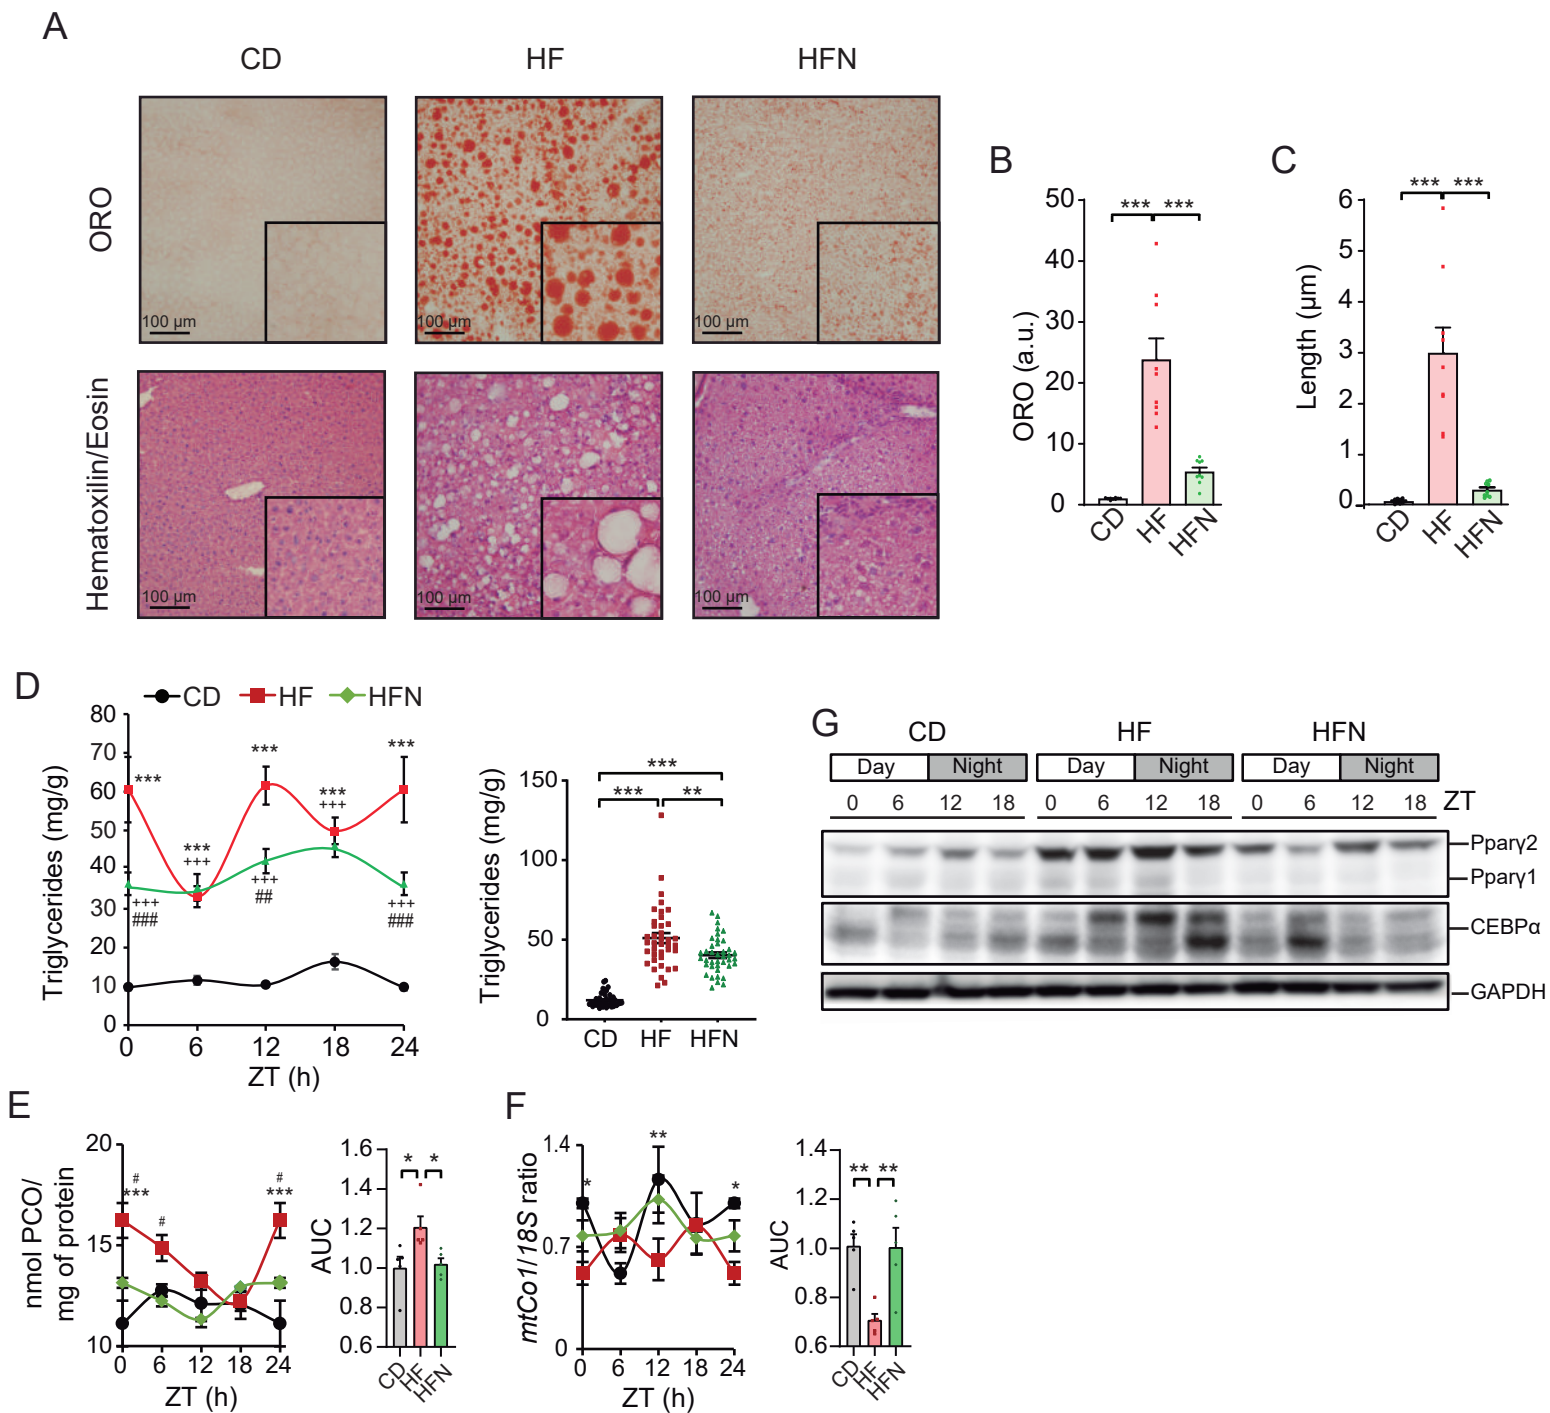 A
CD HF HFN
ORO
100 µm 100 µm 100 µm
Hematoxilin/Eosin
100 µm 100 µm 100 µm
B
ORO (a.u.)
50
40
30
20
10
0
*** ***
CD HF HFN
C
Length (µm)
6
5
4
3
2
1
0
*** ***
CD HF HFN
D
CD HF HFN
Triglycerides (mg/g)
80
70
60
50
40
30
20
10
0
***
***
+++
***
***
+++
***
+++
###
+++
##
+++
###
0 6 12 18 24
ZT (h)
Triglycerides (mg/g)
150
100
50
0
***
*** **
CD HF HFN
G
CD HF HFN
Day Night Day Night Day Night
0 6 12 18 0 6 12 18 0 6 12 18 ZT
Pparγ2
Pparγ1
CEBPα
GAPDH
E
nmol PCO/
mg of protein
20
15
10
#
***
#
#
***
0 6 12 18 24
ZT (h)
AUC
1.6
1.4
1.2
1.0
0.8
0.6
* *
CD HF HFN
F
mtCo1/18S ratio
1.4
0.7
0
*
**
*
0 6 12 18 24
ZT (h)
AUC
1.4
1.2
1.0
0.8
0.6
** **
CD HF HFN